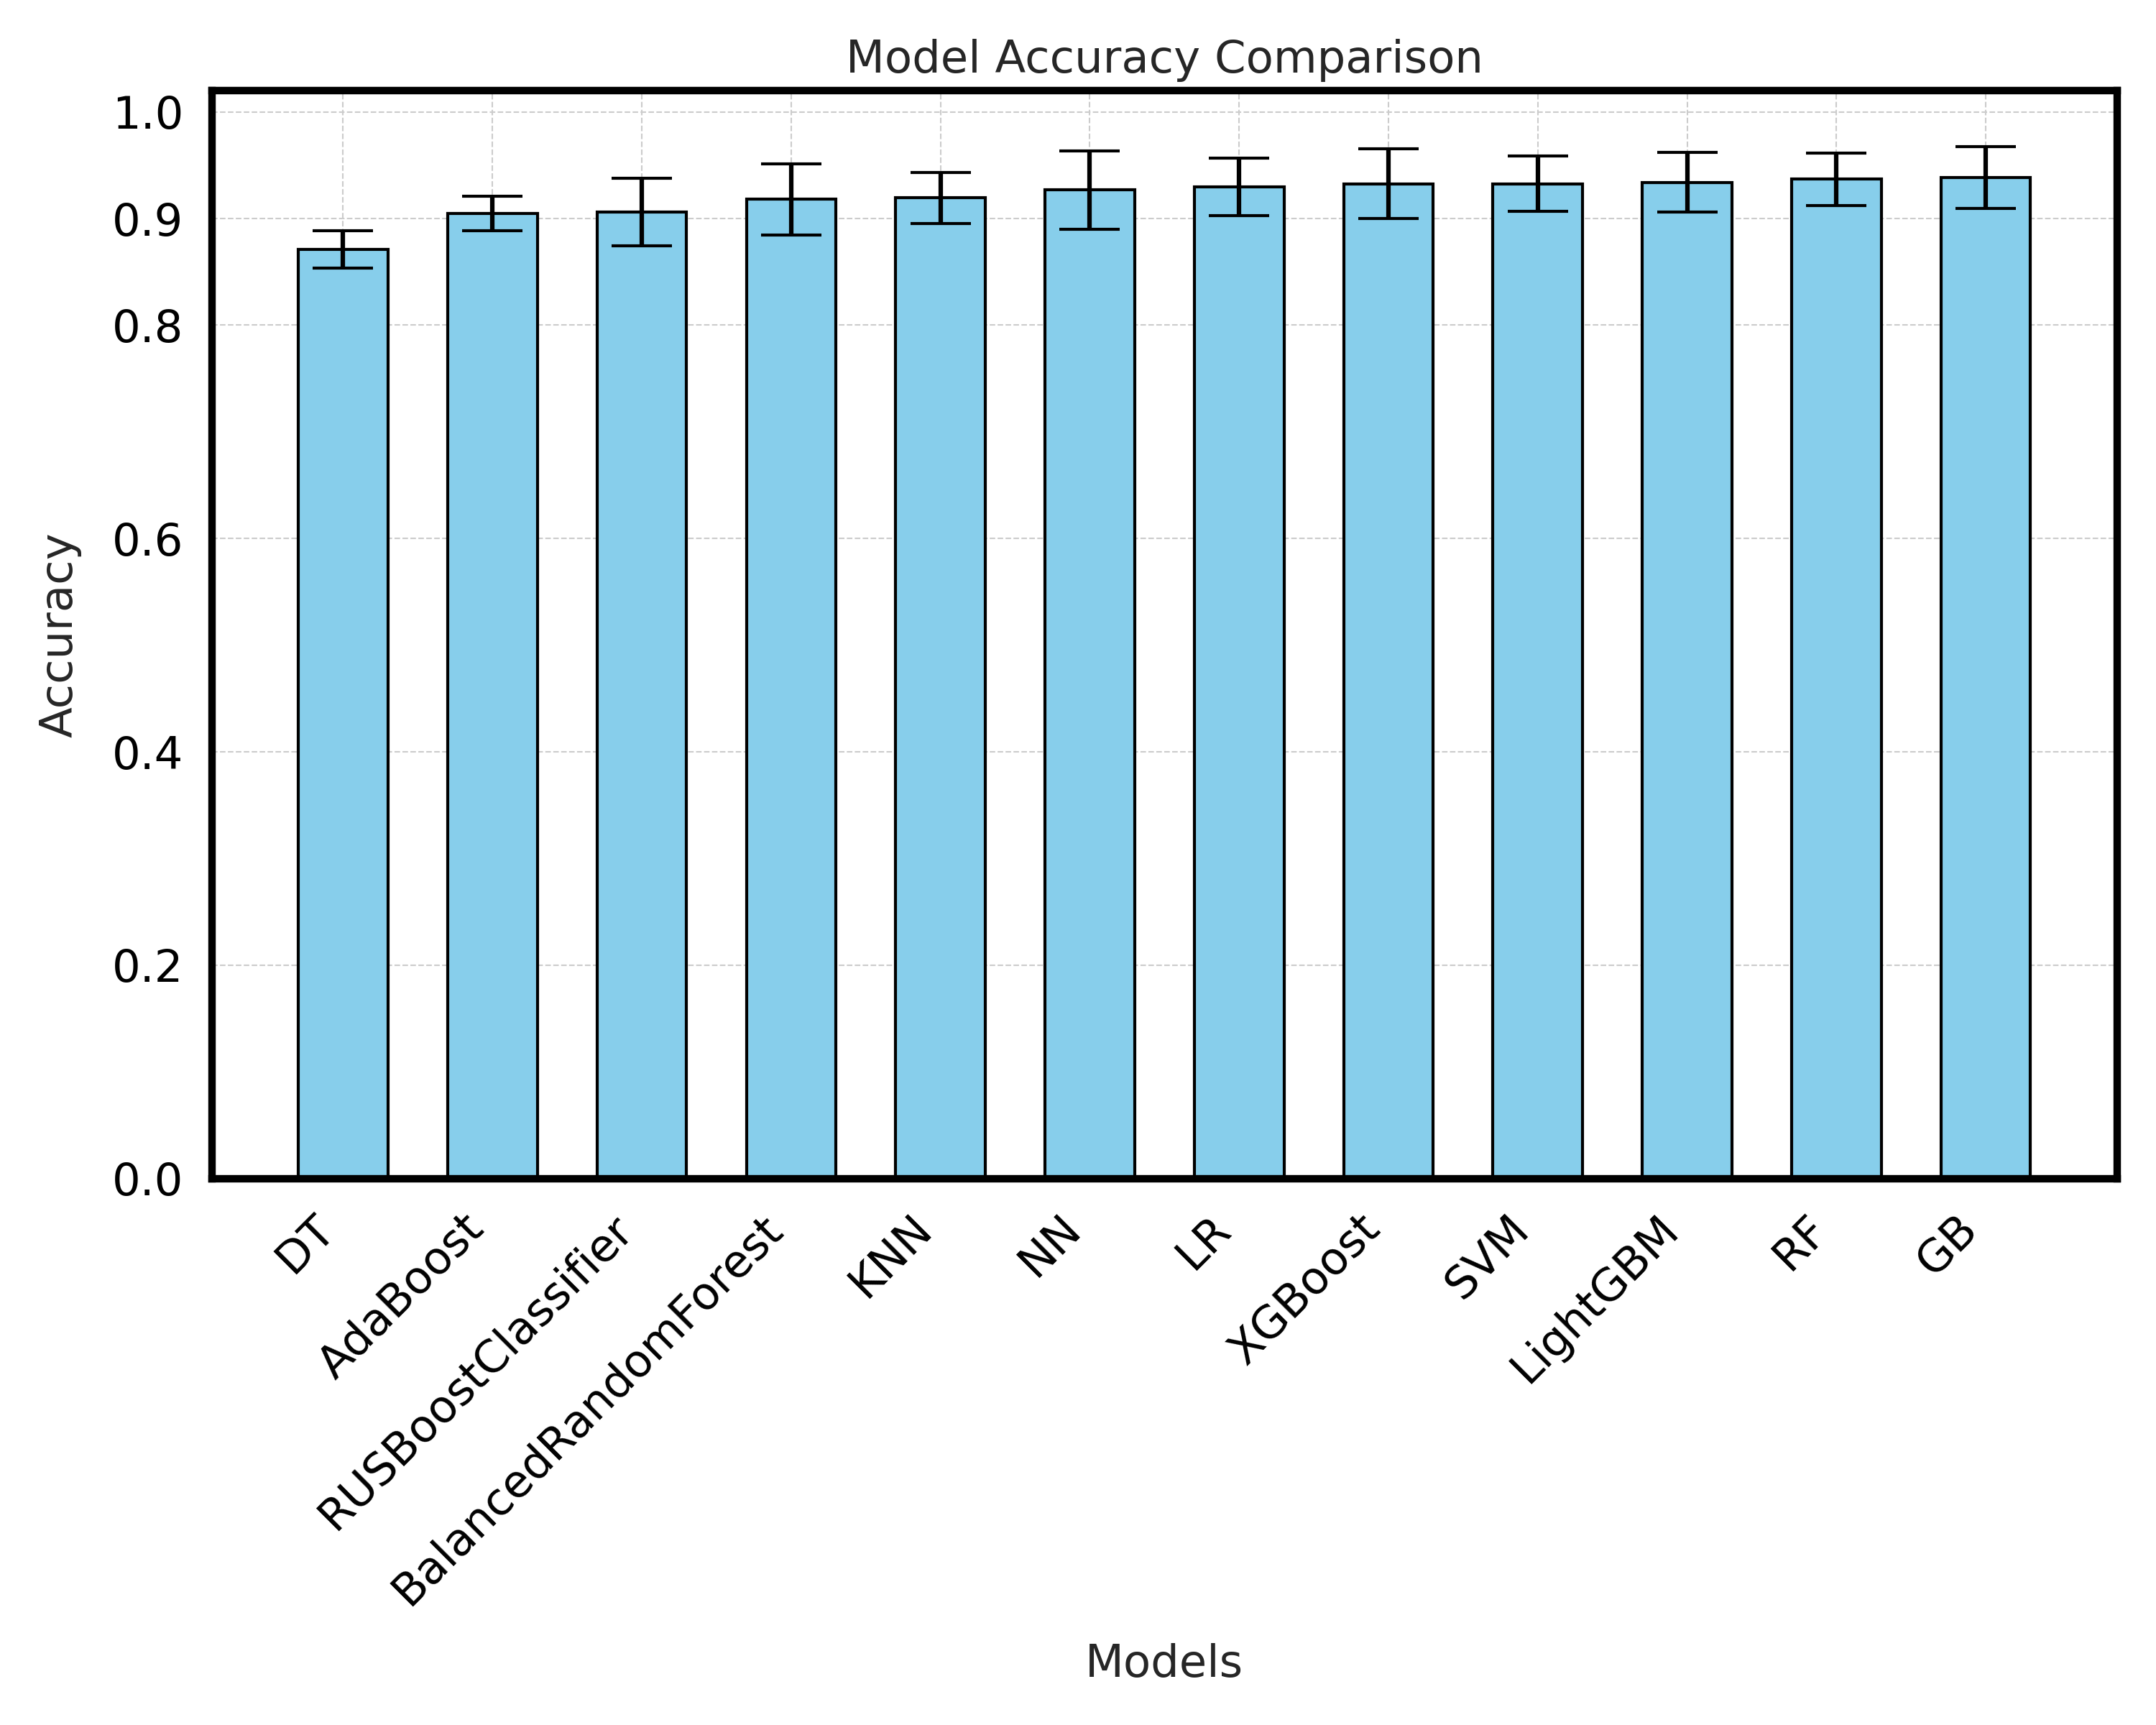 Model Accuracy Comparison
1.0
0.9
0.8
0.6
0.4
0.2
0.0
Accuracy
DT
AdaBoost
RUSBoostClassifier
BalancedRandomForest
KNN
NN
LR
XGBoost
SVM
LightGBM
RF
GB
Models